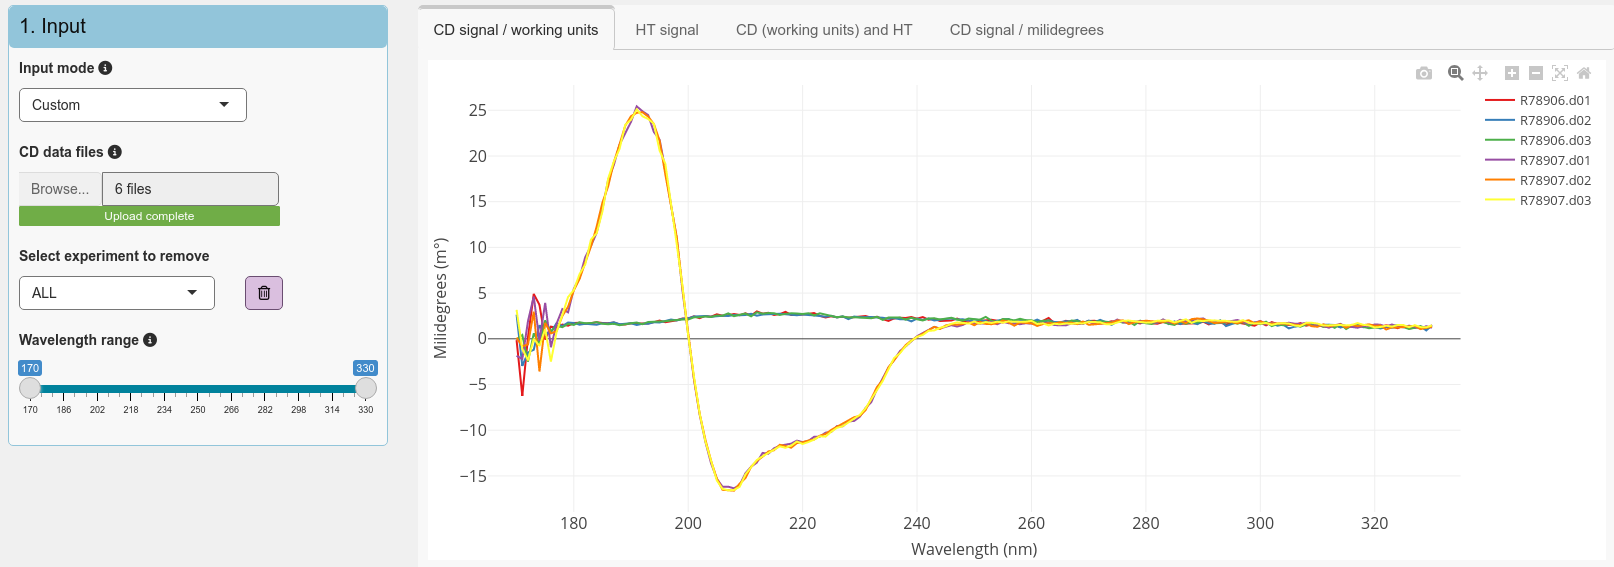 1. Input
Input mode
Custom
CD data files
Browse... 6 files
Upload complete
Select experiment to remove
ALL
Wavelength range
170 330
170 186 202 218 234 250 266 282 298 314 330
CD signal / working units HT signal CD (working units) and HT CD signal / milidegrees
25
20
15
10
5
0
−5
−10
−15
Milidegrees (m°)
180 200 220 240 260 280 300 320
Wavelength (nm)
R78906.d01
R78906.d02
R78906.d03
R78907.d01
R78907.d02
R78907.d03